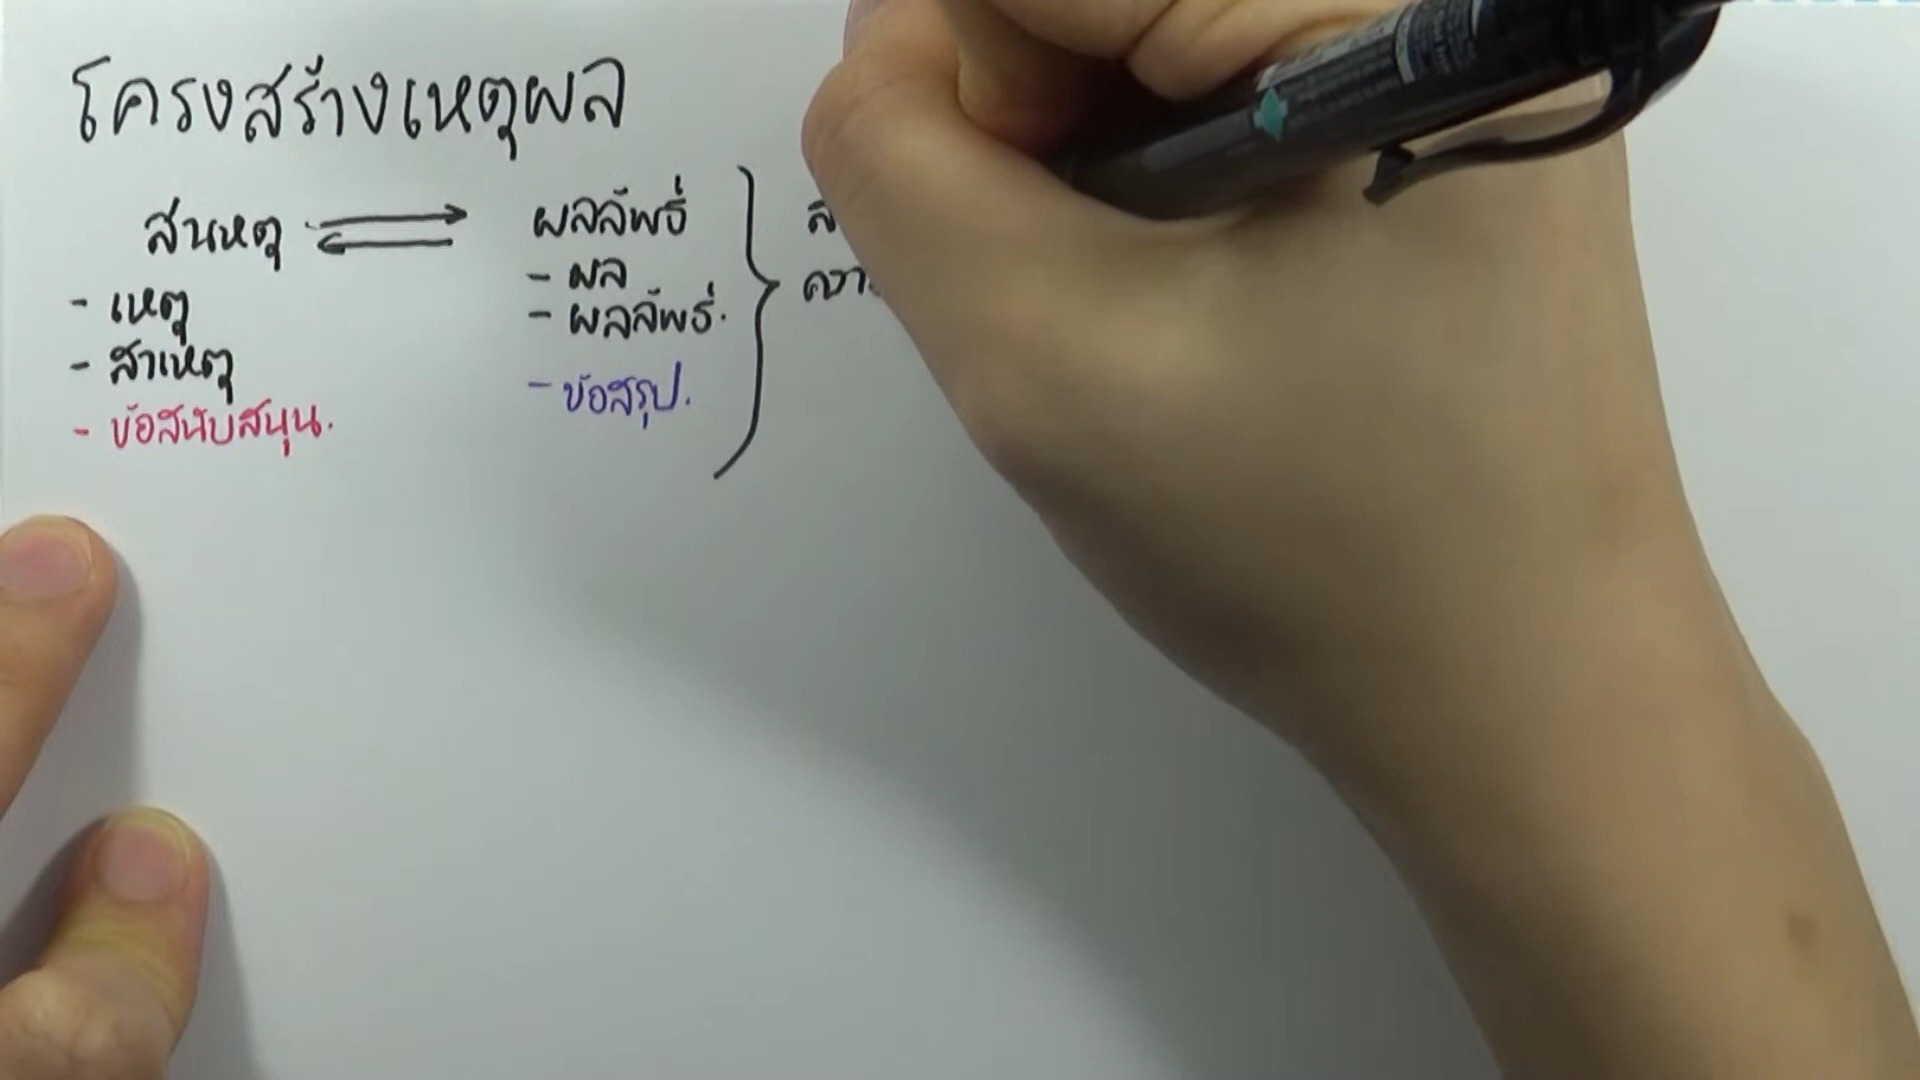 โครงสร้างเหตุผล
สนเหตุ ⇌ ผลลัพธ์
- เหตุ
- สาเหตุ
- ข้อสนับสนุน.
- ผล
- ผลลัพธ์.
- ข้อสรุป.